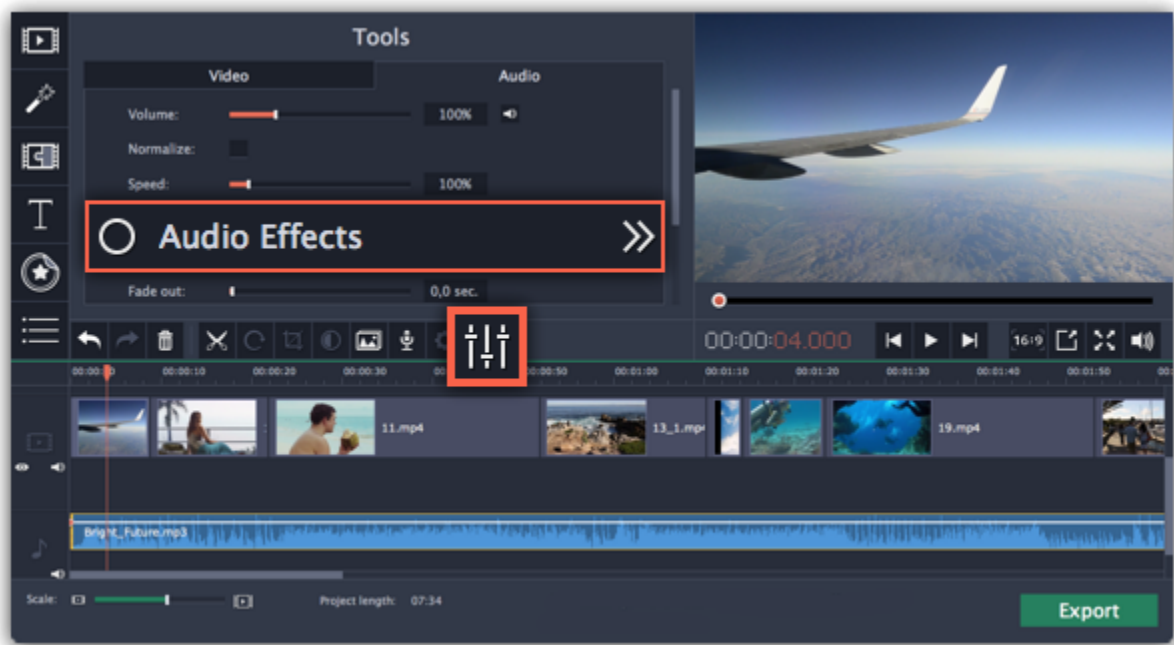 Tools
Video
Audio
Volume:
100%
Normalize:
Speed:
100%
Audio Effects
Fade out:
0,0 sec.
T
00:00:04.000
16:9
00:00:10
00:00:20
00:00:30
00:00:50
00:01:00
00:01:10
00:01:20
00:01:30
00:01:40
00:01:50
11.mp4
13_1.mp4
19.mp4
Bright_Future.mp3
Scale:
Project length: 07:34
Export